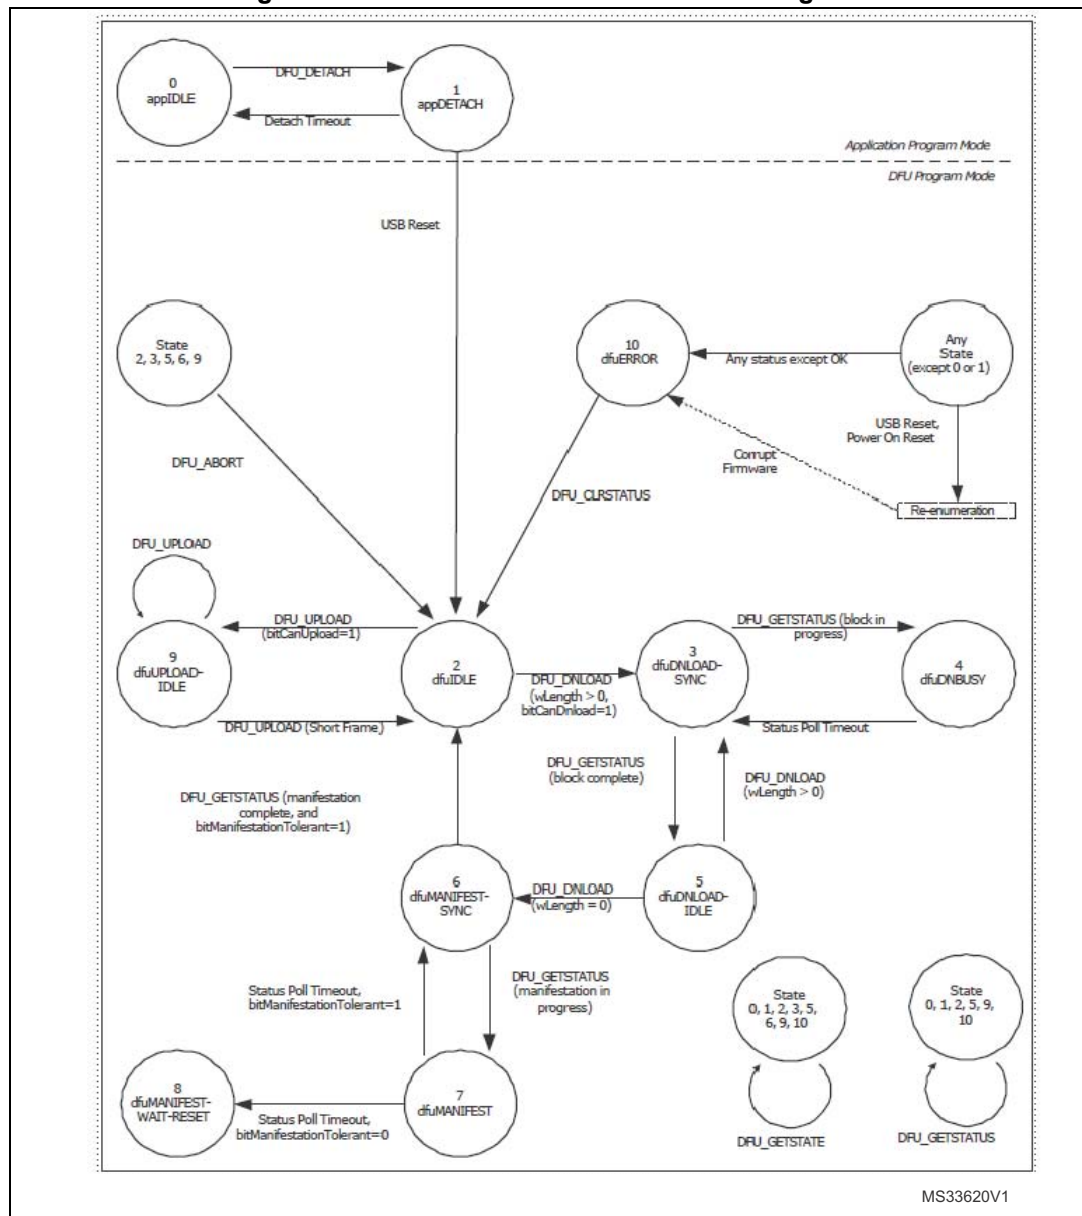 0
appIDLE
DFU_DETACH
Detach Timeout
1
appDETACH
Application Program Mode
DFU Program Mode
USB Reset
State
2, 3, 5, 6, 9
10
dfuERROR
Any status except OK
Any
State
(except 0 or 1)
USB Reset,
Power On Reset
Corrupt
Firmware
Re-enumeration
DFU_ABORT
DFU_CLRSTATUS
DFU_UPLOAD
DFU_UPLOAD
(bitCanUpload=1)
9
dfuUPLOAD-
IDLE
DFU_UPLOAD (Short Frame)
2
dfuIDLE
DFU_DNLOAD
(wLength > 0,
bitCanDnload=1)
3
dfuDNLOAD-
SYNC
DFU_GETSTATUS (block in
progress)
4
dfuDNBUSY
Status Poll Timeout
DFU_GETSTATUS
(block complete)
DFU_DNLOAD
(wLength > 0)
DFU_GETSTATUS (manifestation
complete, and
bitManifestationTolerant=1)
6
dfuMANIFEST-
SYNC
DFU_DNLOAD
(wLength = 0)
5
dfuDNLOAD-
IDLE
Status Poll Timeout,
bitManifestationTolerant=1
DFU_GETSTATUS
(manifestation in
progress)
State
0, 1, 2, 3, 5,
6, 9, 10
DFU_GETSTATE
State
0, 1, 2, 5, 9,
10
DFU_GETSTATUS
8
dfuMANIFEST-
WAIT-RESET
Status Poll Timeout,
bitManifestationTolerant=0
7
dfuMANIFEST
MS33620V1